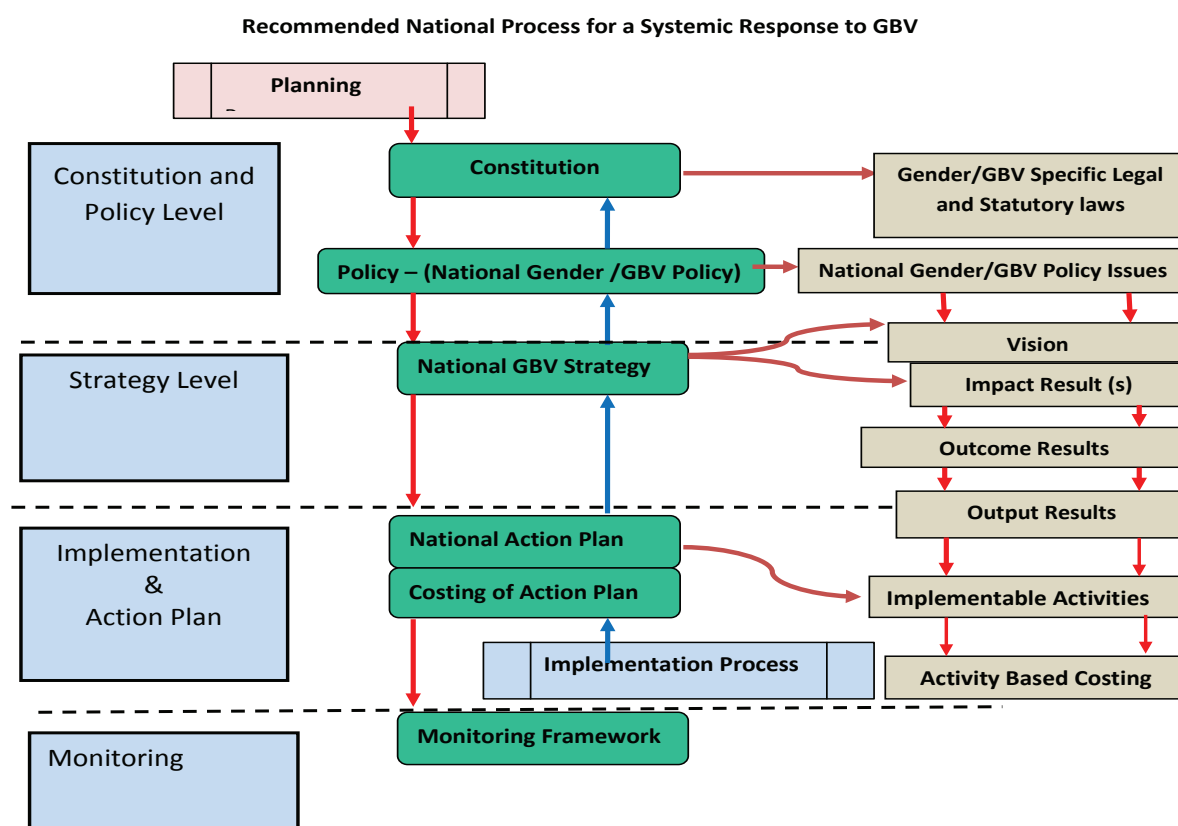 Recommended National Process for a Systemic Response to GBV
Planning
Constitution and
Policy Level
Constitution
Gender/GBV Specific Legal
and Statutory laws
Policy – (National Gender /GBV Policy)
National Gender/GBV Policy Issues
Vision
Strategy Level
National GBV Strategy
Impact Result (s)
Outcome Results
Output Results
Implementation
&
Action Plan
National Action Plan
Costing of Action Plan
Implementable Activities
Implementation Process
Activity Based Costing
Monitoring Framework
Monitoring